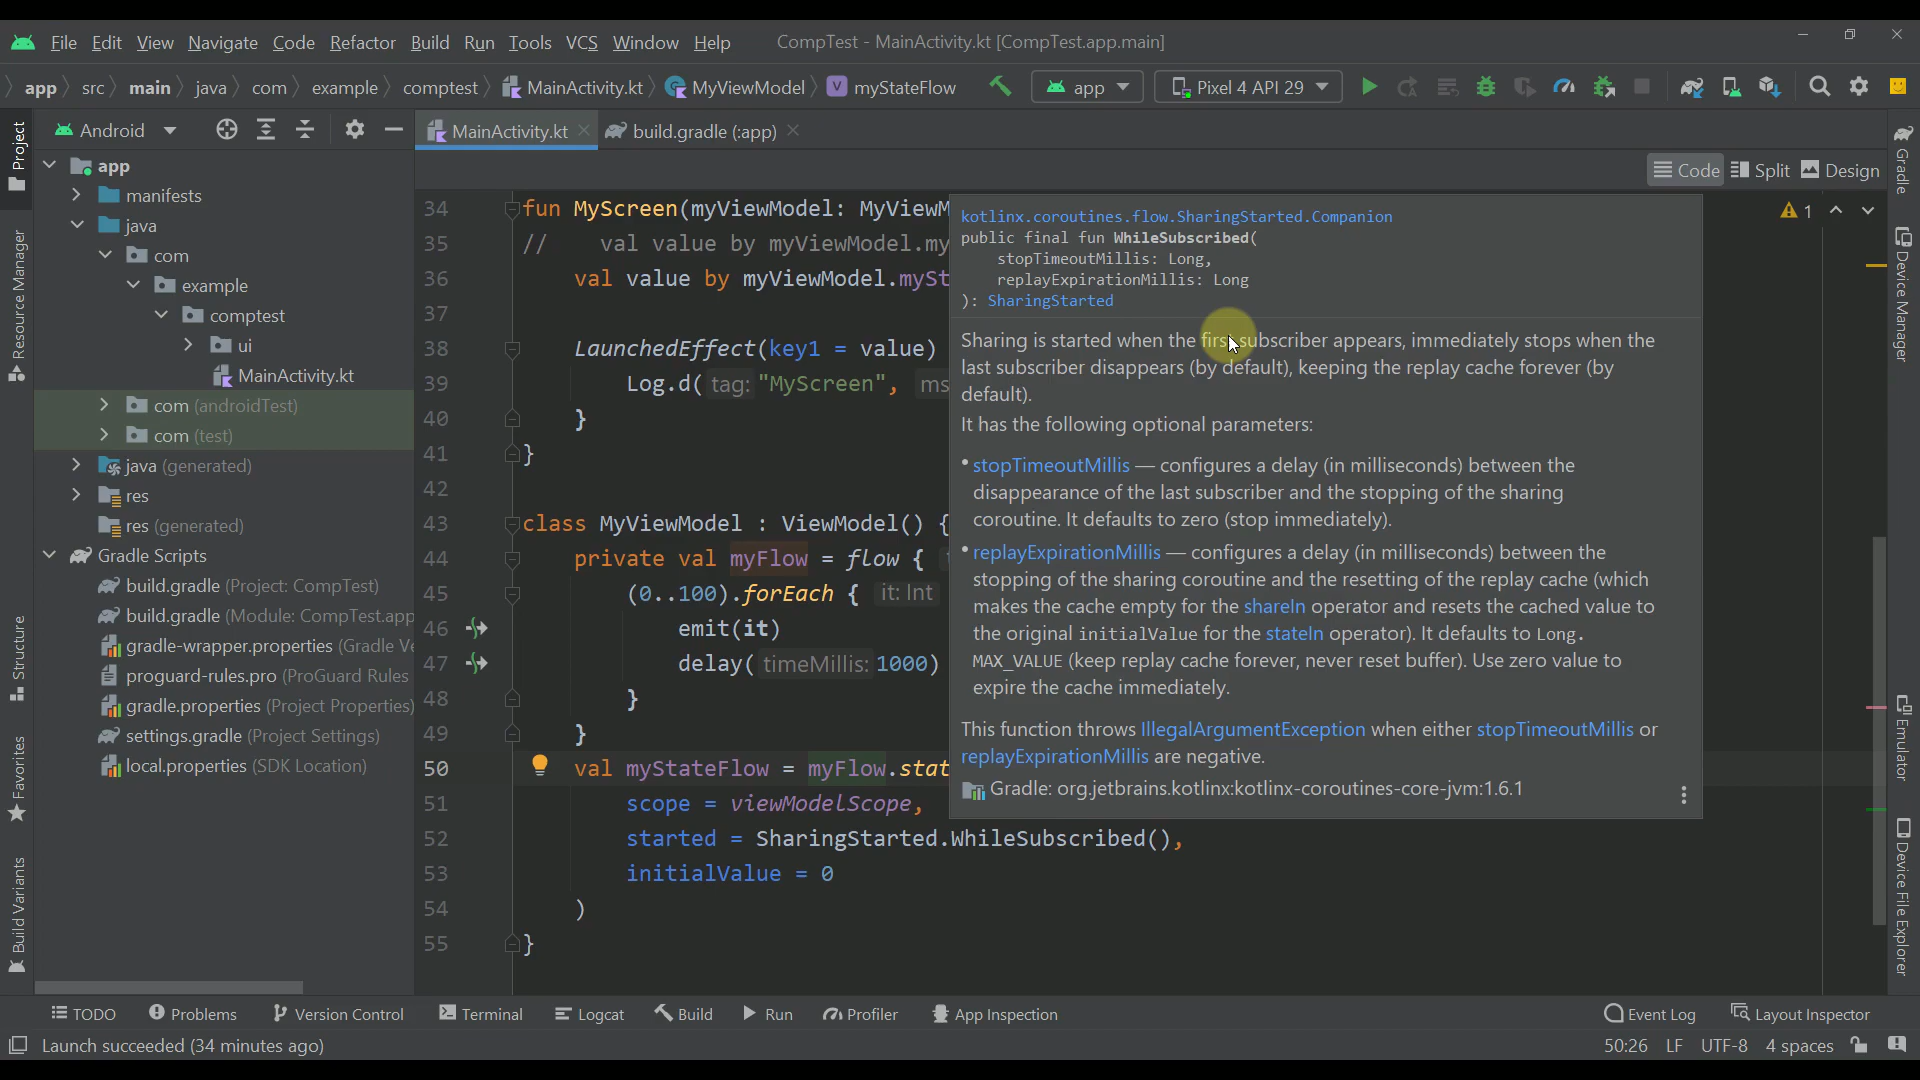 File Edit View Navigate Code Refactor Build Run Tools VCS Window Help CompTest - MainActivity.kt [CompTest.app.main]
app src main java com example comptest MainActivity.kt MyViewModel myStateFlow app Pixel 4 API 29
Project
Resource Manager
Structure
Favorites
Build Variants
Android
app
manifests
java
com
example
comptest
ui
MainActivity.kt
com (androidTest)
com (test)
java (generated)
res
res (generated)
Gradle Scripts
build.gradle (Project: CompTest)
build.gradle (Module: CompTest.app
gradle-wrapper.properties (Gradle Ve
proguard-rules.pro (ProGuard Rules
gradle.properties (Project Properties)
settings.gradle (Project Settings)
local.properties (SDK Location)
MainActivity.kt build.gradle (:app)
Code Split Design
1
34 fun MyScreen(myViewModel: MyViewM
35 // val value by myViewModel.my
36 val value by myViewModel.mySt
37
38 LaunchedEffect(key1 = value)
39 Log.d( tag: "MyScreen", ms
40 }
41 }
42
43 class MyViewModel : ViewModel() {
44 private val myFlow = flow {
45 (0..100).forEach { it: Int
46 emit(it)
47 delay( timeMillis: 1000)
48 }
49 }
50 val myStateFlow = myFlow.stat
51 scope = viewModelScope,
52 started = SharingStarted.WhileSubscribed(),
53 initialValue = 0
54 )
55 }
kotlinx.coroutines.flow.SharingStarted.Companion
public final fun WhileSubscribed(
stopTimeoutMillis: Long,
replayExpirationMillis: Long
): SharingStarted
Sharing is started when the first subscriber appears, immediately stops when the
last subscriber disappears (by default), keeping the replay cache forever (by
default).
It has the following optional parameters:
• stopTimeoutMillis — configures a delay (in milliseconds) between the
disappearance of the last subscriber and the stopping of the sharing
coroutine. It defaults to zero (stop immediately).
• replayExpirationMillis — configures a delay (in milliseconds) between the
stopping of the sharing coroutine and the resetting of the replay cache (which
makes the cache empty for the shareIn operator and resets the cached value to
the original initialValue for the stateIn operator). It defaults to Long.
MAX_VALUE (keep replay cache forever, never reset buffer). Use zero value to
expire the cache immediately.
This function throws IllegalArgumentException when either stopTimeoutMillis or
replayExpirationMillis are negative.
Gradle: org.jetbrains.kotlinx:kotlinx-coroutines-core-jvm:1.6.1
Gradle
Device Manager
Emulator
Device File Explorer
TODO Problems Version Control Terminal Logcat Build Run Profiler App Inspection Event Log Layout Inspector
Launch succeeded (34 minutes ago) 50:26 LF UTF-8 4 spaces